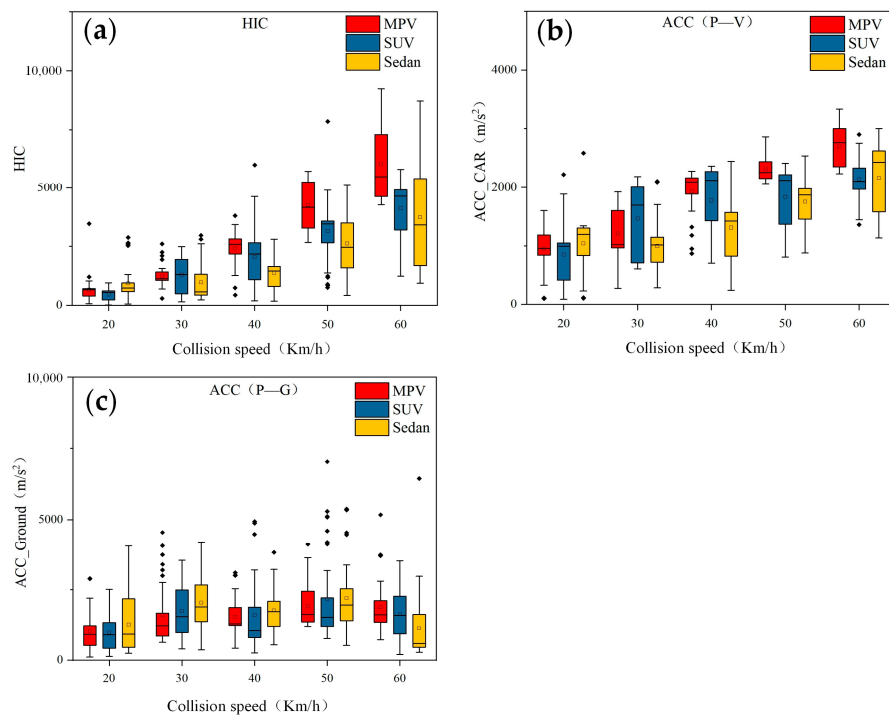 (a)
HIC
MPV
SUV
Sedan
10,000
5000
0
HIC
20 30 40 50 60
Collision speed（Km/h）
(b)
ACC（P—V）
MPV
SUV
Sedan
4000
2000
0
ACC_CAR（m/s²）
20 30 40 50 60
Collision speed（Km/h）
(c)
ACC（P—G）
MPV
SUV
Sedan
10,000
5000
0
ACC_Ground（m/s²）
20 30 40 50 60
Collision speed（Km/h）